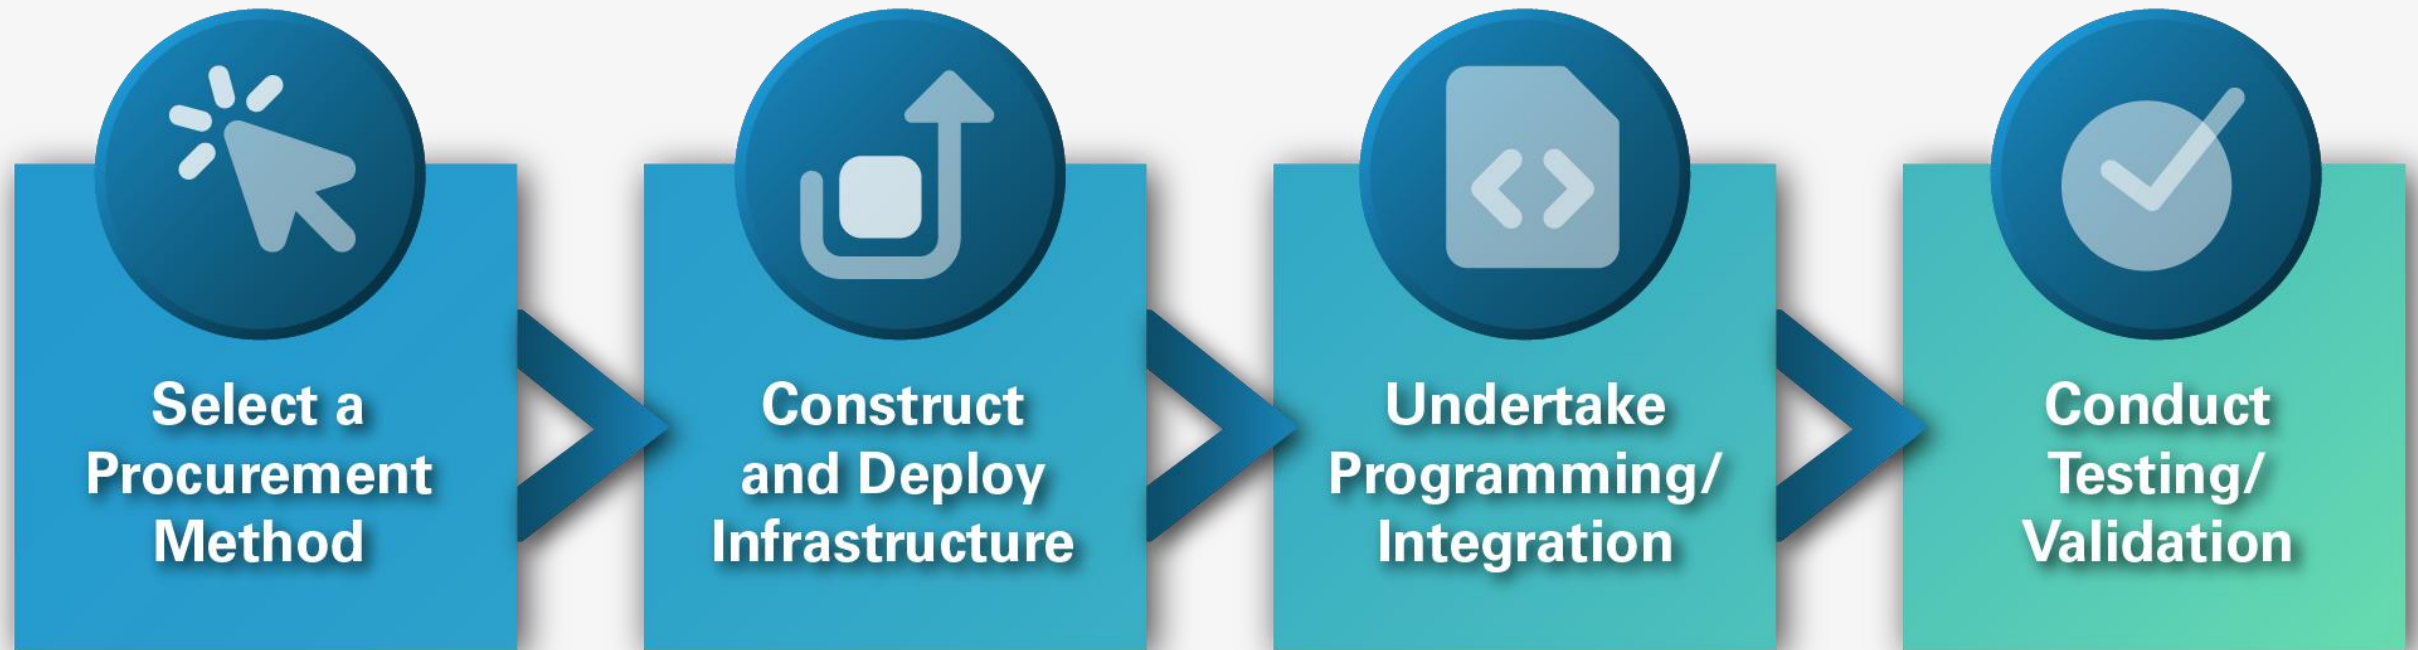 Select a
Procurement
Method
Construct
and Deploy
Infrastructure
Undertake
Programming/
Integration
Conduct
Testing/
Validation